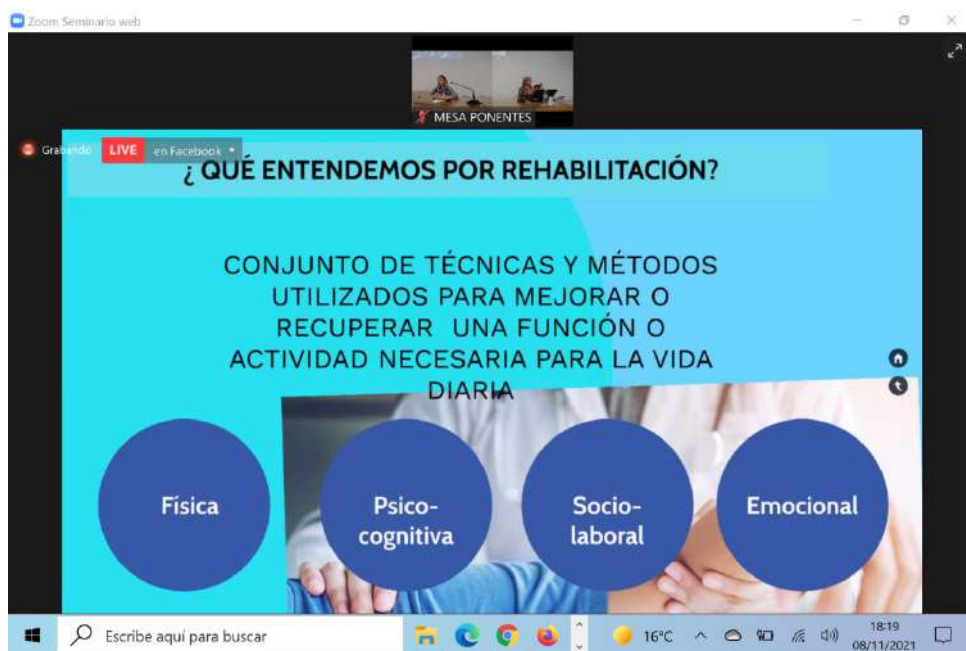 Zoom Seminario web
MESA PONENTES
Grabando LIVE en Facebook
¿ QUÉ ENTENDEMOS POR REHABILITACIÓN?
CONJUNTO DE TÉCNICAS Y MÉTODOS
UTILIZADOS PARA MEJORAR O
RECUPERAR UNA FUNCIÓN O
ACTIVIDAD NECESARIA PARA LA VIDA
DIARIA
Física
Psico-
cognitiva
Socio-
laboral
Emocional
Escribe aquí para buscar
16°C
18:19
08/11/2021